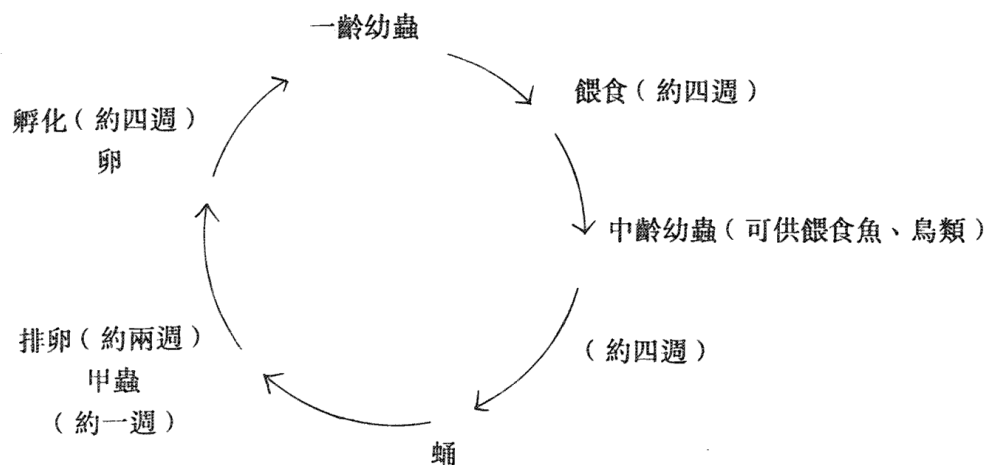 一齡幼蟲
餵食（約四週）
中齡幼蟲（可供餵食魚、鳥類）
（約四週）
蛹
排卵（約兩週）
甲蟲
（約一週）
孵化（約四週）
卵